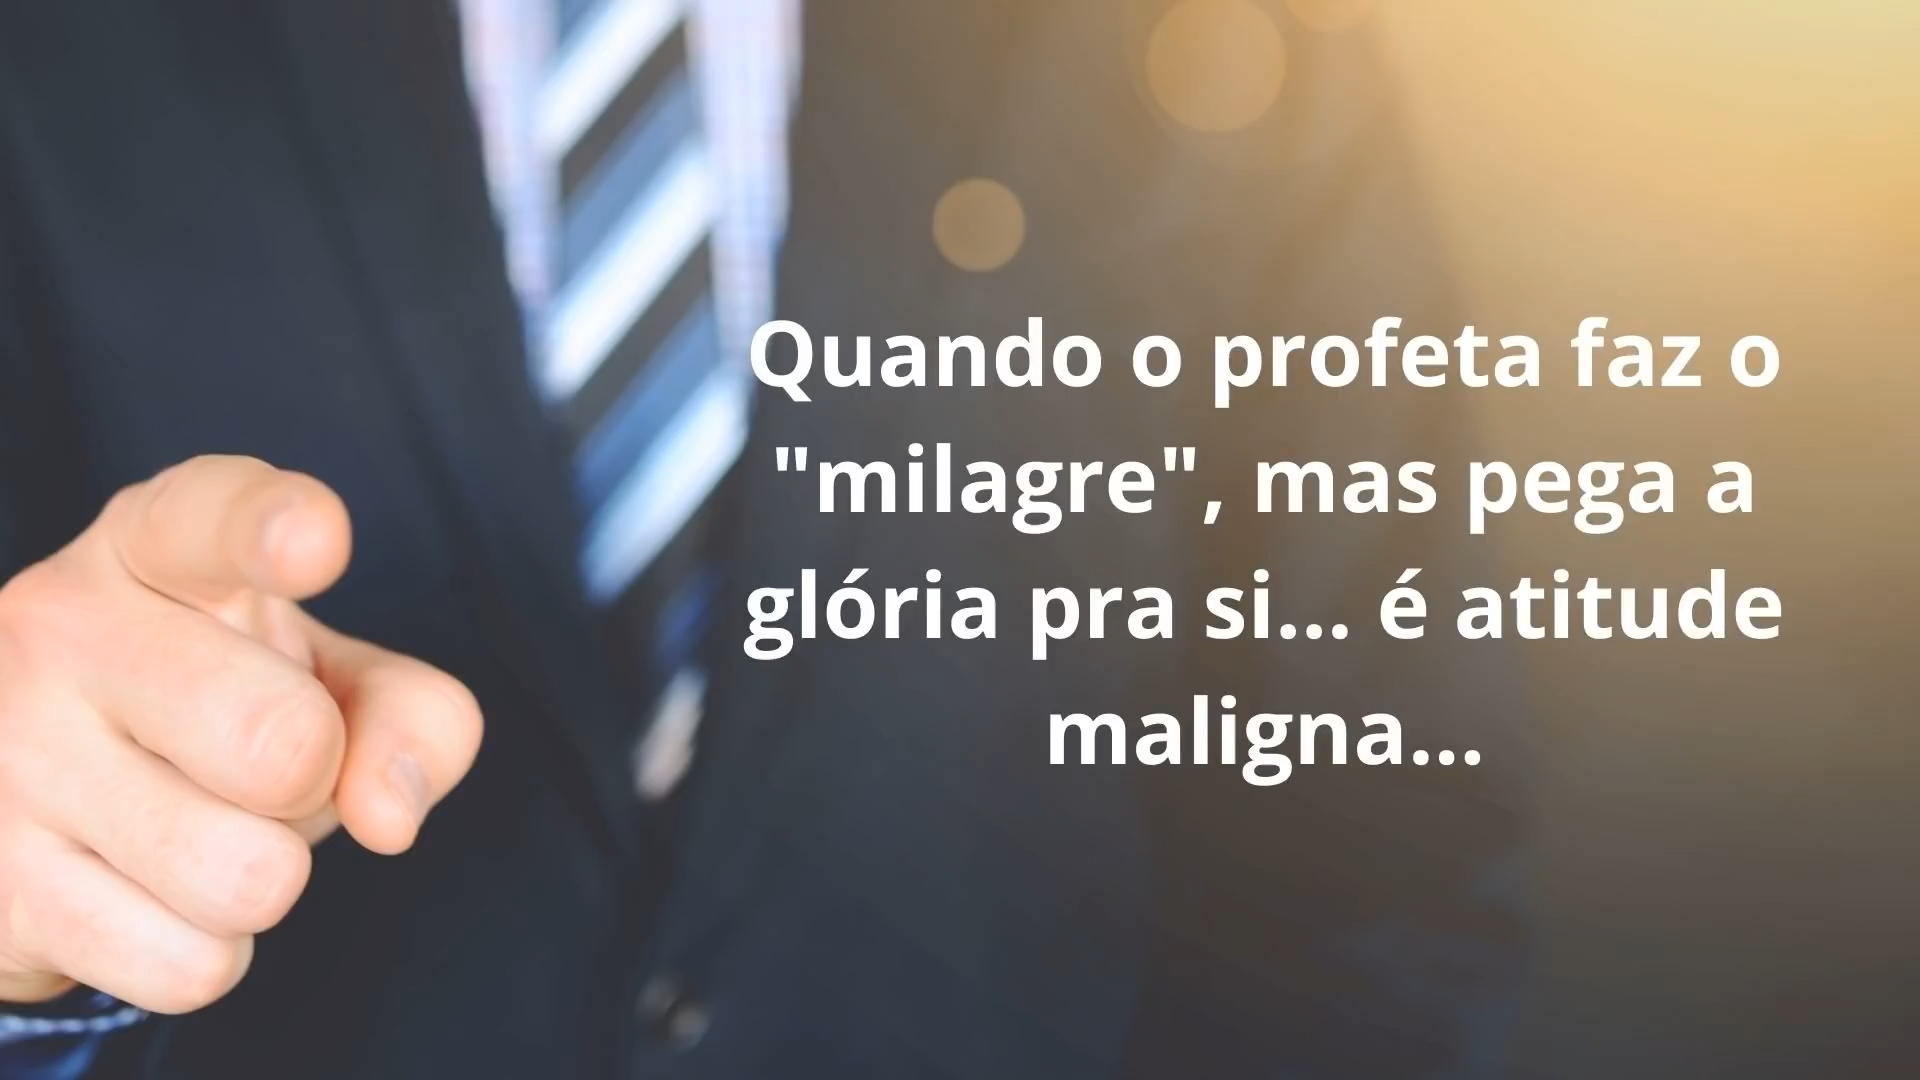 Quando o profeta faz o
"milagre", mas pega a
glória pra si... é atitude
maligna...